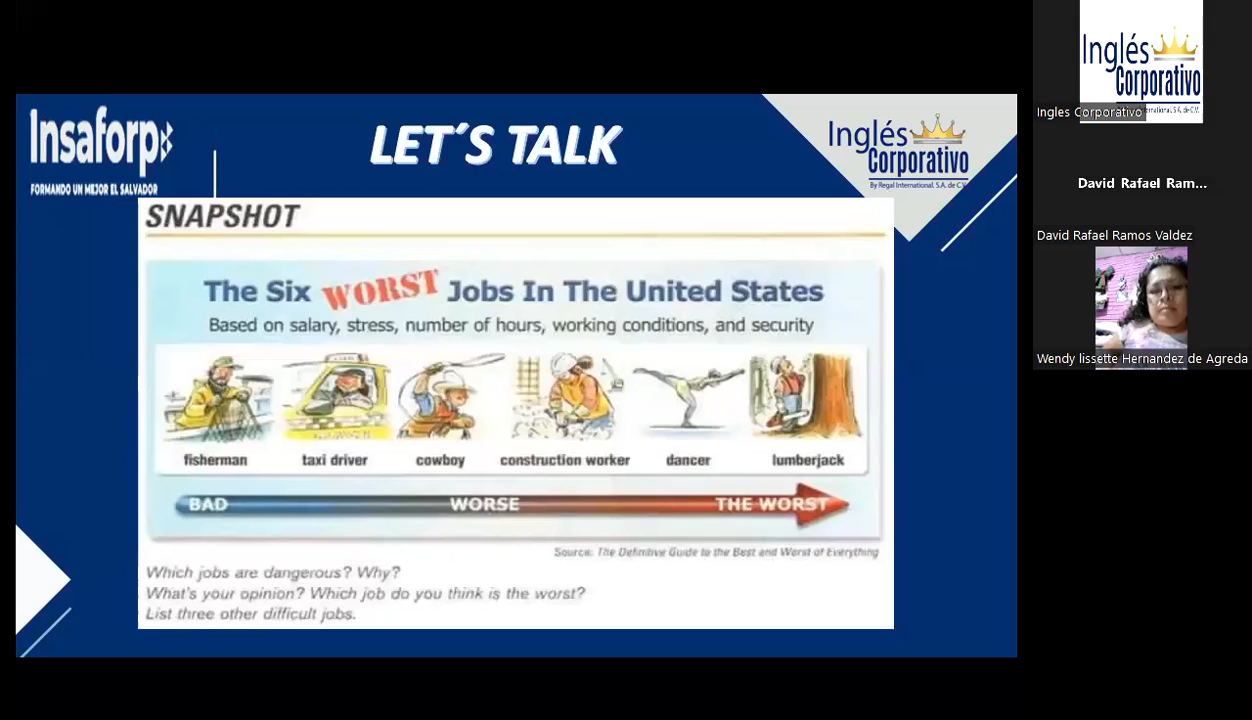 Insaforp
FORMANDO UN MEJOR EL SALVADOR
LET´S TALK
Inglés
Corporativo
By Regal International, S.A. de C.V.
SNAPSHOT
The Six WORST Jobs In The United States
Based on salary, stress, number of hours, working conditions, and security
fisherman taxi driver cowboy construction worker dancer lumberjack
BAD WORSE THE WORST
Source: The Definitive Guide to the Best and Worst of Everything
Which jobs are dangerous? Why?
What's your opinion? Which job do you think is the worst?
List three other difficult jobs.
Inglés
Corporativo
Ingles Corporativo
David Rafael Ram...
David Rafael Ramos Valdez
Wendy lissette Hernandez de Agreda